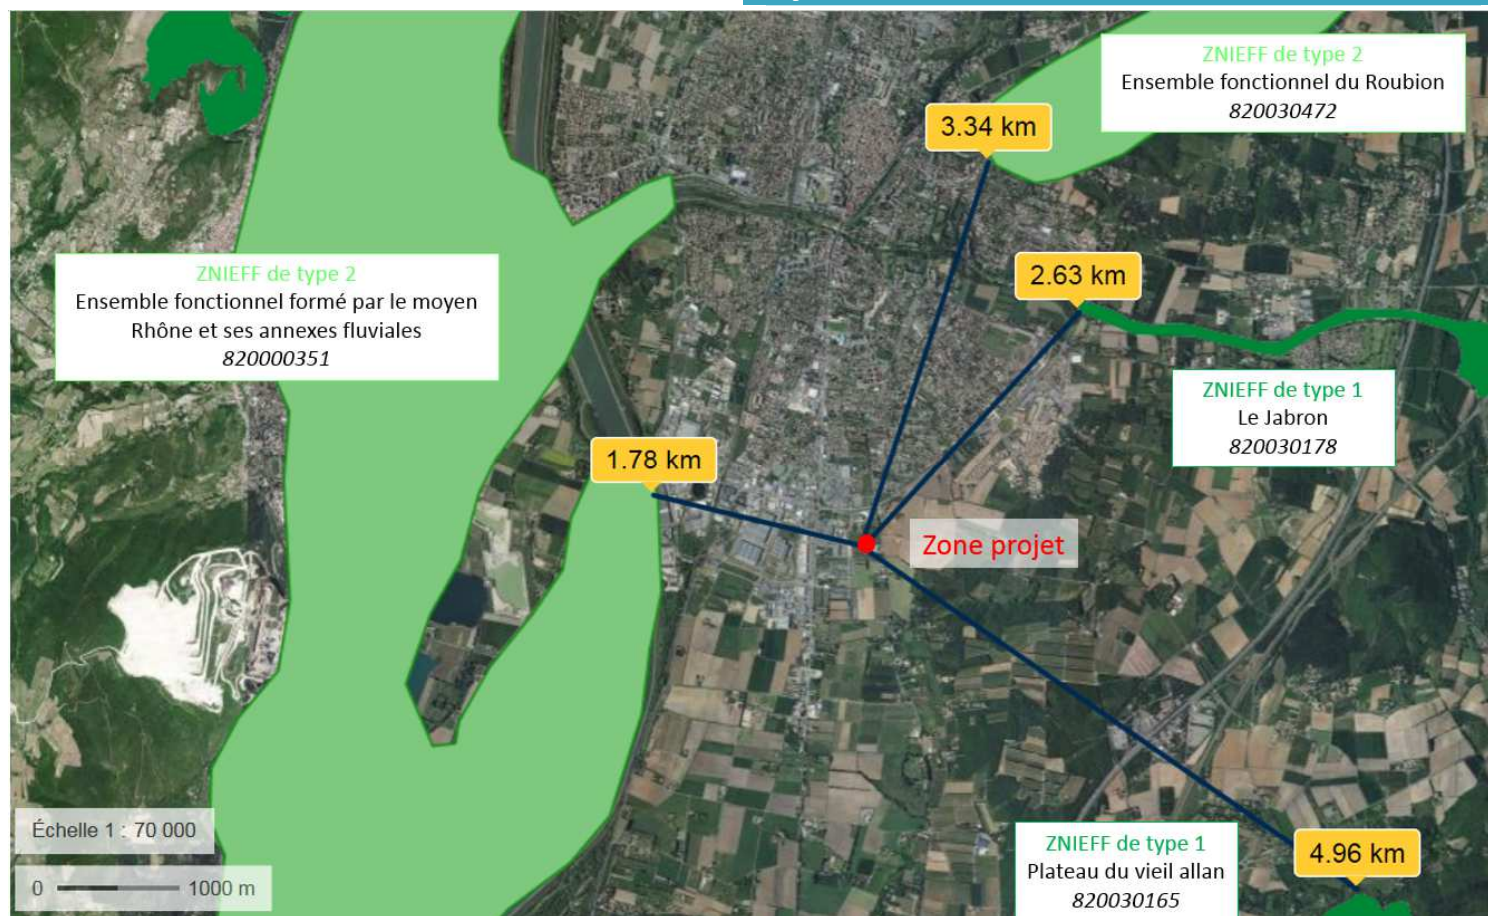 ZNIEFF de type 2
Ensemble fonctionnel du Roubion
820030472
3.34 km
ZNIEFF de type 2
Ensemble fonctionnel formé par le moyen
Rhône et ses annexes fluviales
820000351
2.63 km
ZNIEFF de type 1
Le Jabron
820030178
1.78 km
Zone projet
Échelle 1 : 70 000
0 1000 m
ZNIEFF de type 1
Plateau du vieil allan
820030165
4.96 km